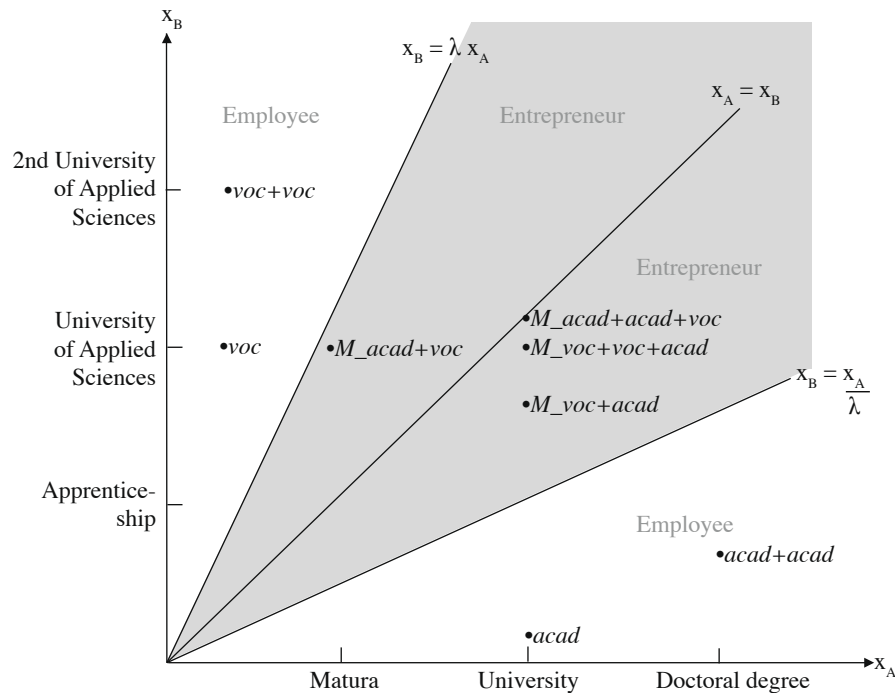 x_B
x_B = λ x_A
x_A = x_B
Employee
Entrepreneur
2nd University
of Applied
Sciences
•voc+voc
Entrepreneur
University
of Applied
Sciences
•M_acad+acad+voc
•voc
•M_acad+voc
•M_voc+voc+acad
x_B = x_A
λ
•M_voc+acad
Apprentice-
ship
Employee
•acad+acad
•acad
x_A
Matura
University
Doctoral degree